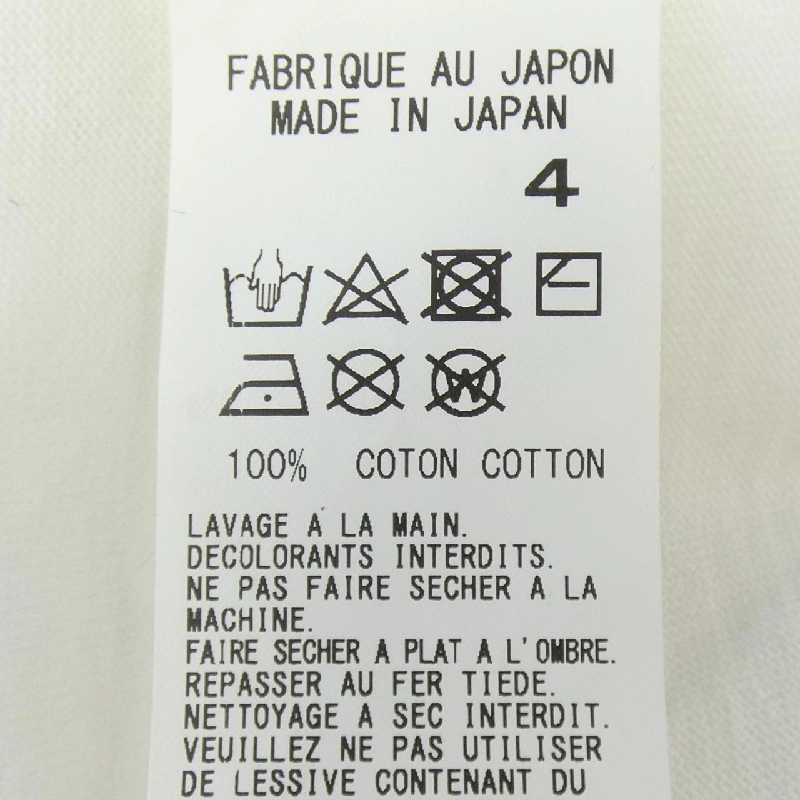 FABRIQUE AU JAPON
MADE IN JAPAN
4
W
100% COTON COTTON
LAVAGE A LA MAIN.
DECOLORANTS INTERDITS.
NE PAS FAIRE SECHER A LA
MACHINE.
FAIRE SECHER A PLAT A L'OMBRE.
REPASSER AU FER TIEDE.
NETTOYAGE A SEC INTERDIT.
VEUILLEZ NE PAS UTILISER
DE LESSIVE CONTENANT DU